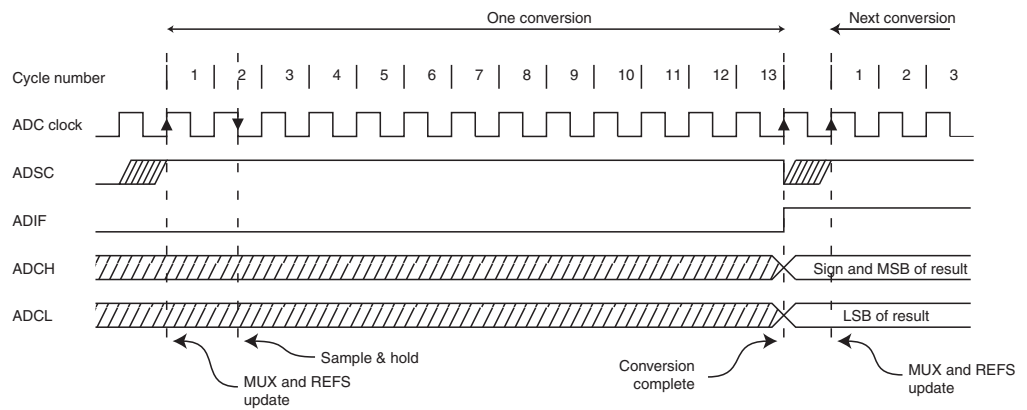 One conversion
Next conversion
Cycle number 1 2 3 4 5 6 7 8 9 10 11 12 13 1 2 3
ADC clock
ADSC
ADIF
ADCH
Sign and MSB of result
ADCL
LSB of result
Sample & hold
MUX and REFS
update
Conversion
complete
MUX and REFS
update